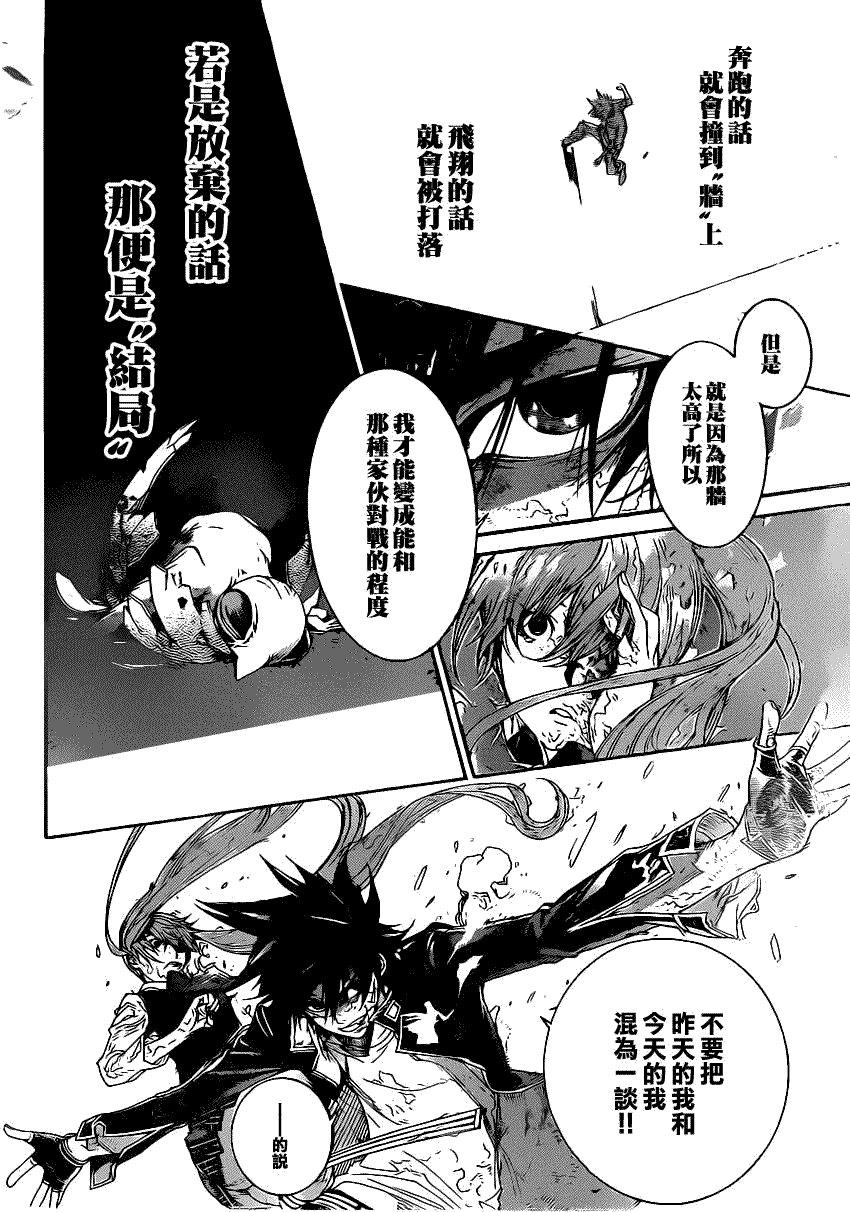 奔跑的話
就會撞到〝牆〞上
飛翔的話
就會被打落
若是放棄的話
那便是〝結局〞
但是
就是因為那牆
太高了所以
我才能變成能和
那種家伙對戰的程度
不要把
昨天的我和
今天的我
混為一談!!
──的説